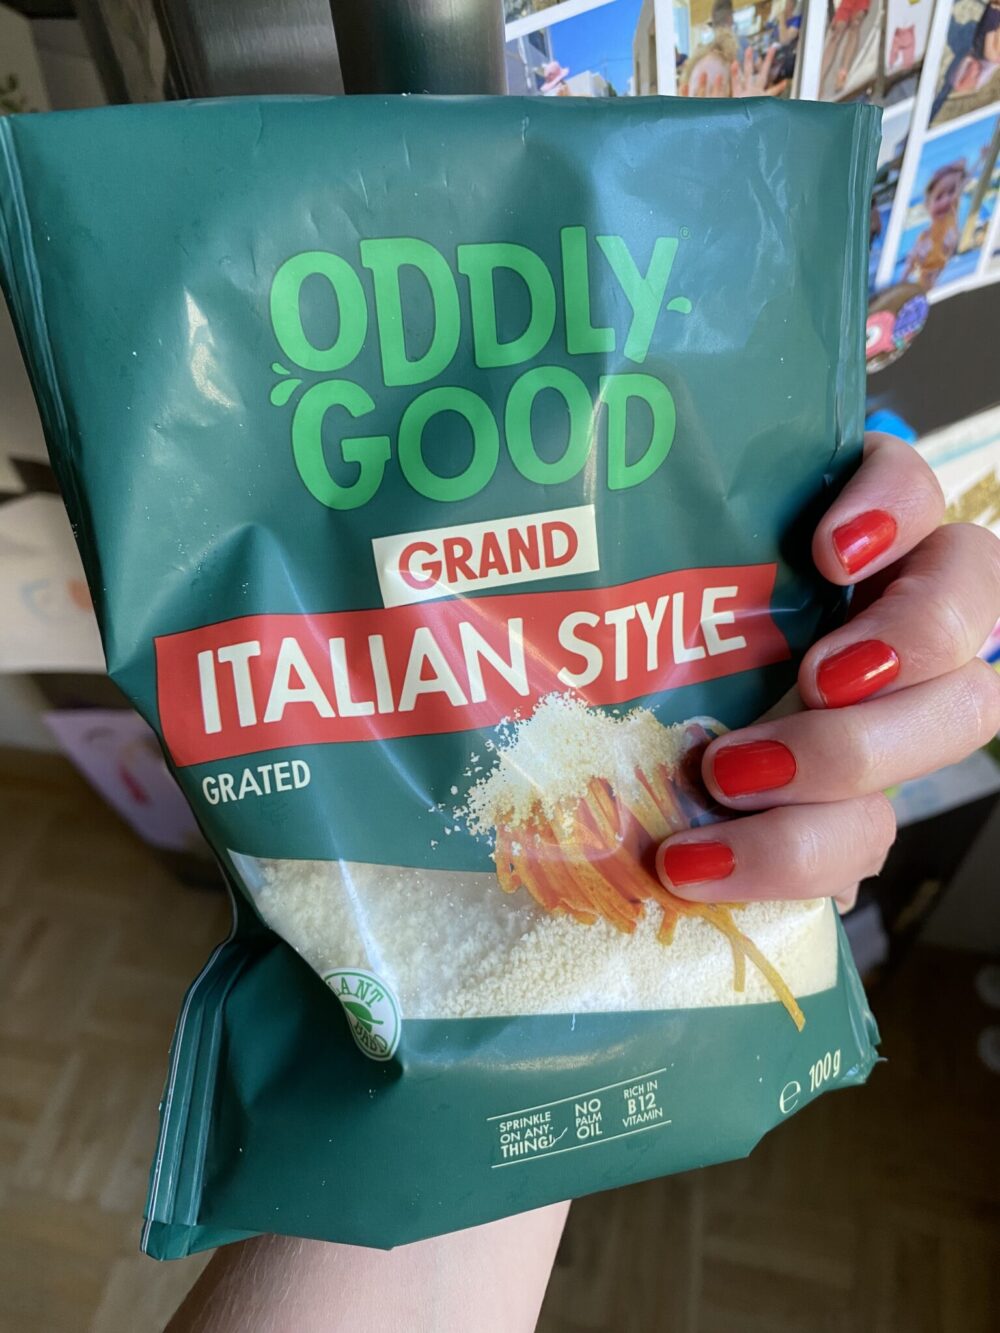 ODDLY
GOOD
®
GRAND
ITALIAN STYLE
GRATED
SPRINKLE
ON ANY-
THING!
NO
PALM
OIL
RICH IN
B12
VITAMIN
℮ 100g